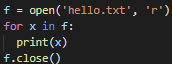 f = open('hello.txt', 'r')
for x in f:
  print(x)
f.close()